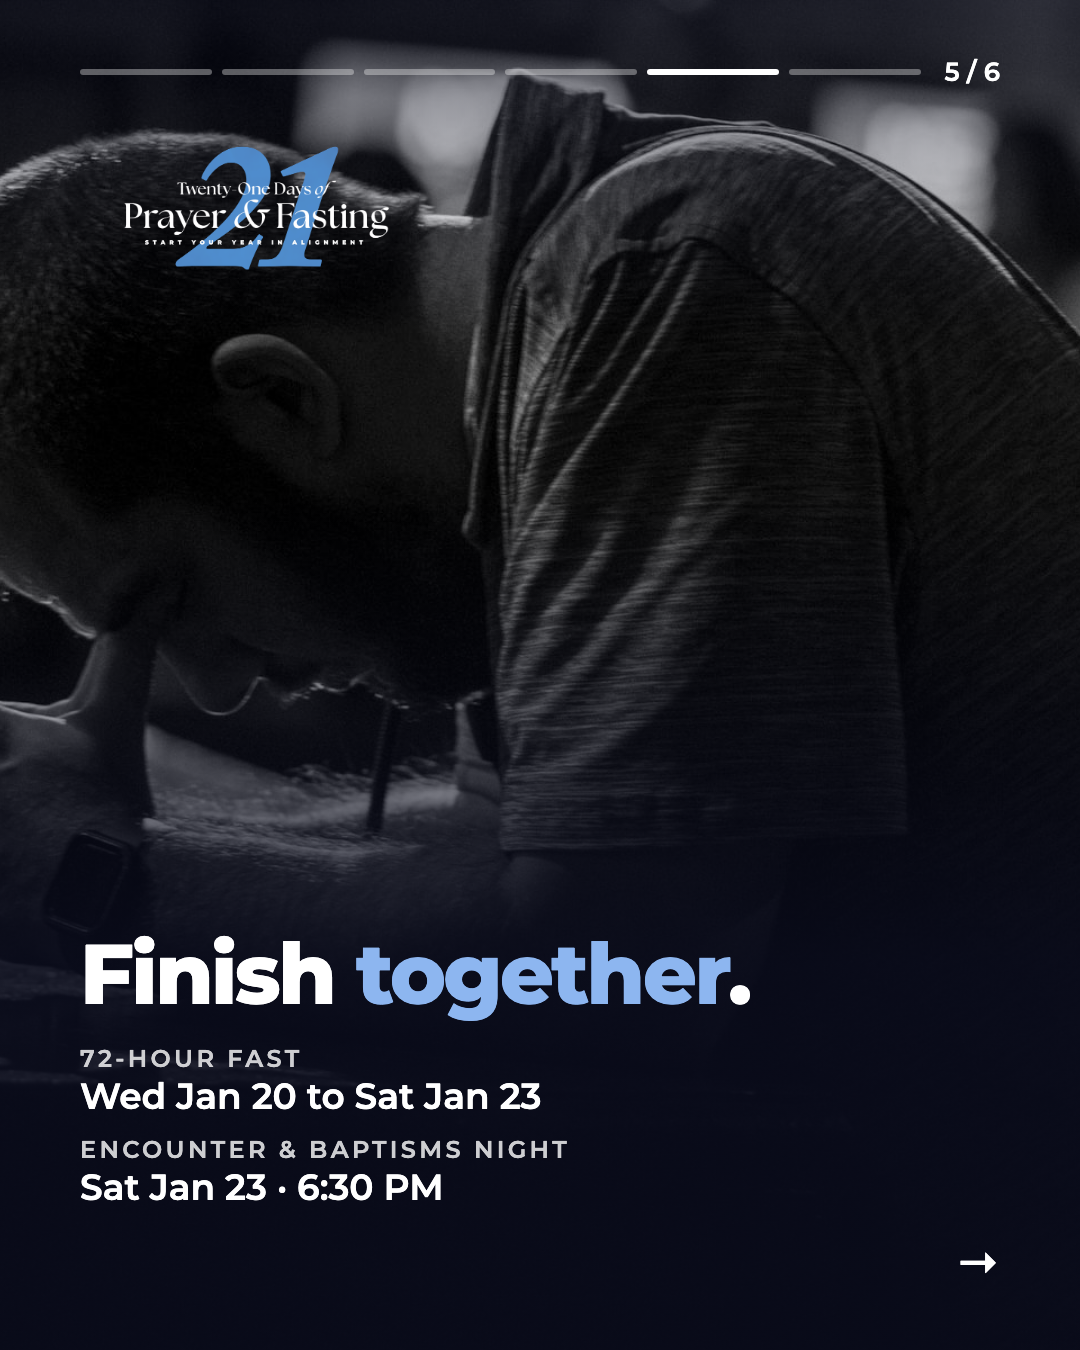 5 / 6
21
Twenty-One Days of
Prayer & Fasting
START YOUR YEAR IN ALIGNMENT
Finish together.
72-HOUR FAST
Wed Jan 20 to Sat Jan 23
ENCOUNTER & BAPTISMS NIGHT
Sat Jan 23 · 6:30 PM